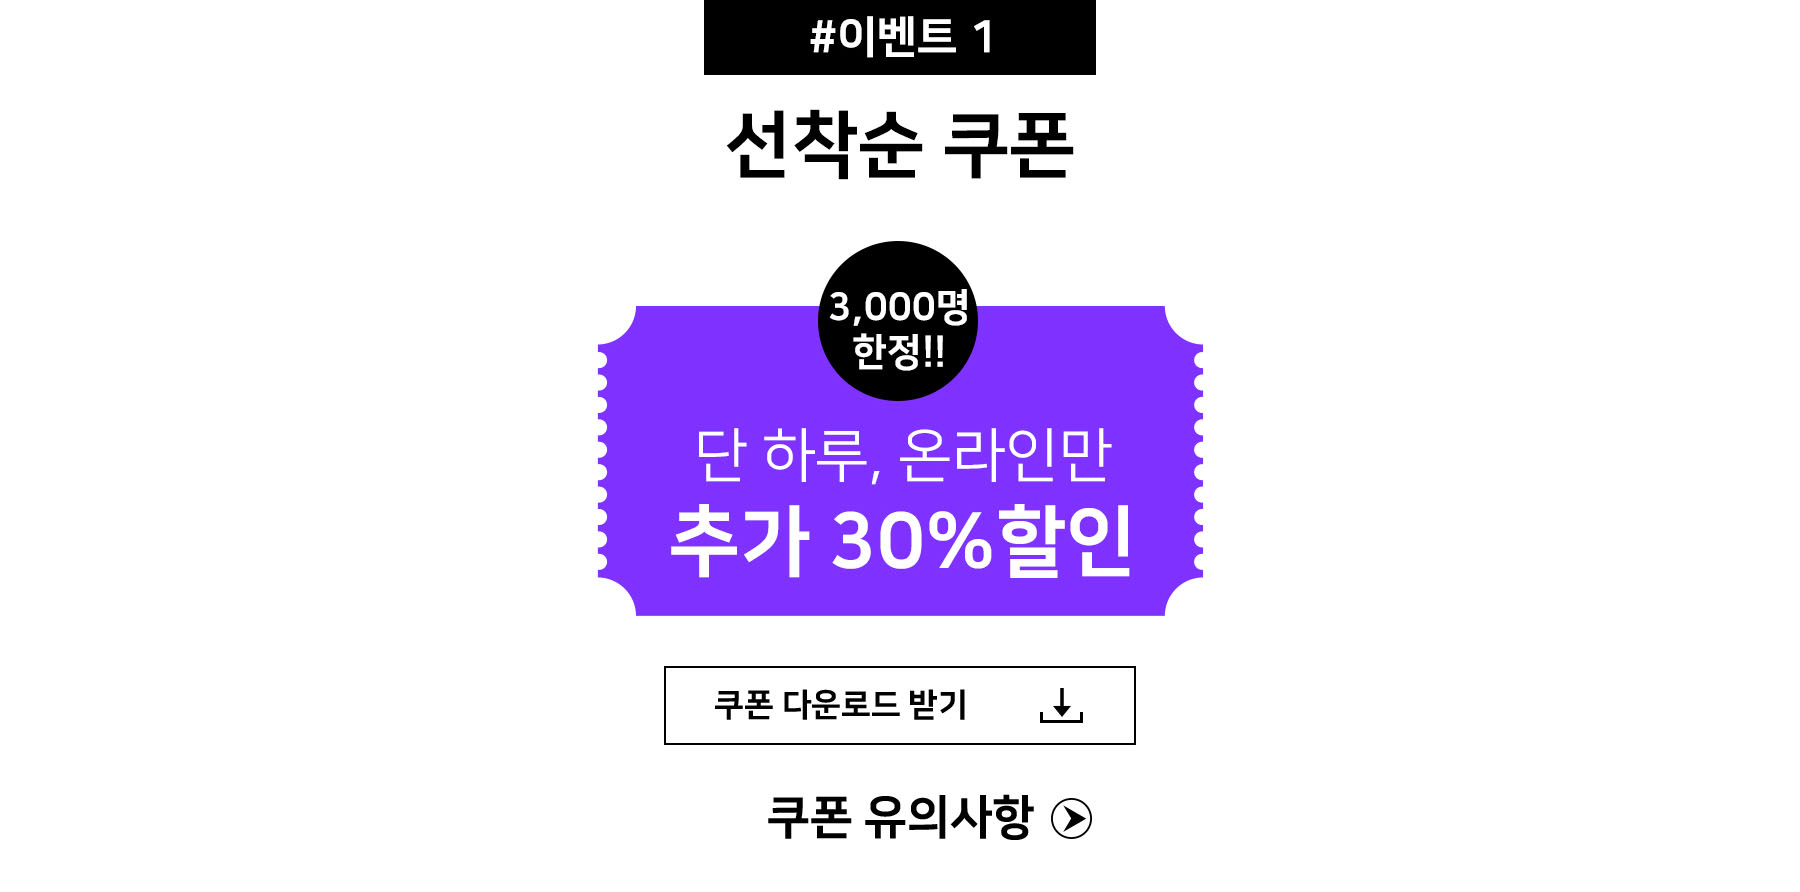 #이벤트 1
선착순 쿠폰
3,000명
한정!!
단 하루, 온라인만
추가 30%할인
쿠폰 다운로드 받기
쿠폰 유의사항